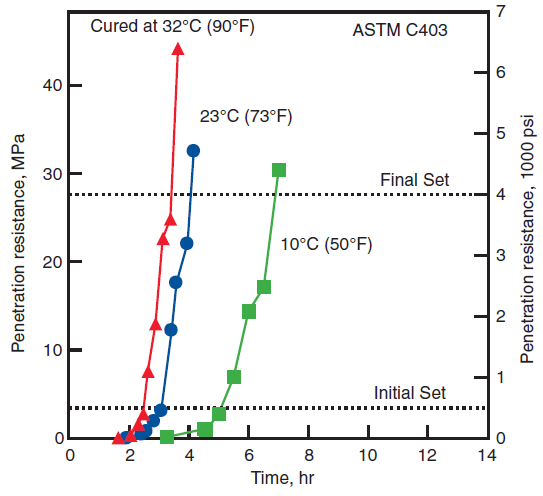 Cured at 32°C (90°F)
ASTM C403
23°C (73°F)
Final Set
10°C (50°F)
Initial Set
Penetration resistance, MPa
0
10
20
30
40
Penetration resistance, 1000 psi
0
1
2
3
4
5
6
7
0 2 4 6 8 10 12 14
Time, hr